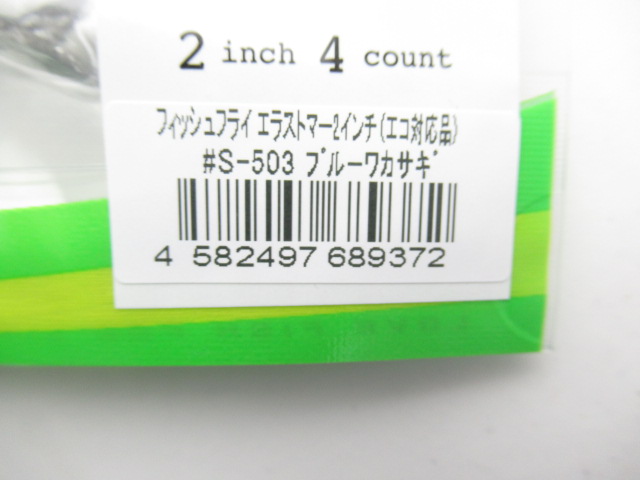 2 inch 4 count
フィッシュフライ エラストマー2インチ(エコ対応品)
#S-503 ブルーワカサギ
4 582497 689372